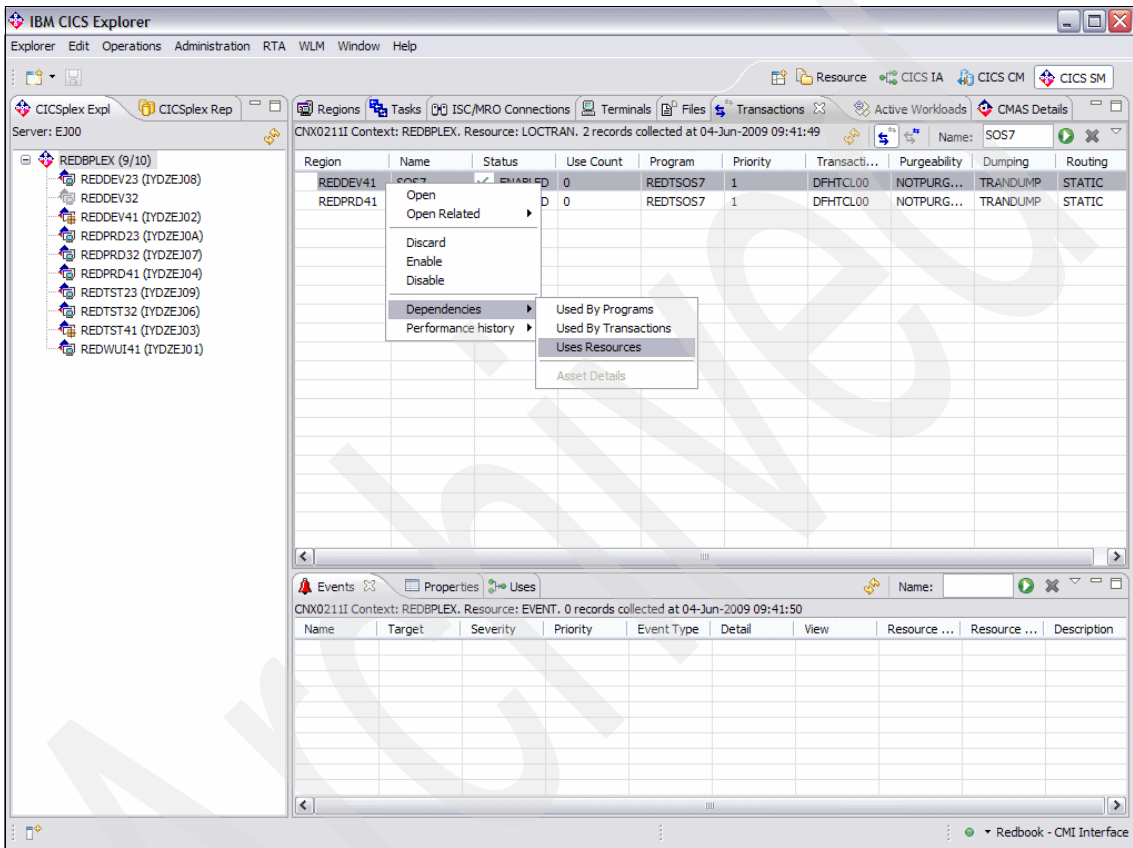 IBM CICS Explorer
Explorer Edit Operations Administration RTA WLM Window Help
Resource CICS IA CICS CM CICS SM
CICSplex Expl CICSplex Rep
Server: EJ00
REDBPLEX (9/10)
REDDEV23 (IYDZEJ08)
REDDEV32
REDDEV41 (IYDZEJ02)
REDPRD23 (IYDZEJ0A)
REDPRD32 (IYDZEJ07)
REDPRD41 (IYDZEJ04)
REDTST23 (IYDZEJ09)
REDTST32 (IYDZEJ06)
REDTST41 (IYDZEJ03)
REDWUI41 (IYDZEJ01)
Regions Tasks ISC/MRO Connections Terminals Files Transactions Active Workloads CMAS Details
CNX0211I Context: REDBPLEX. Resource: LOCTRAN. 2 records collected at 04-Jun-2009 09:41:49 Name: SOS7
Region Name Status Use Count Program Priority Transacti... Purgeability Dumping Routing
REDDEV41 SOS7 ENABLED 0 REDTSOS7 1 DFHTCL00 NOTPURG... TRANDUMP STATIC
REDPRD41 D 0 REDTSOS7 1 DFHTCL00 NOTPURG... TRANDUMP STATIC
Open
Open Related
Discard
Enable
Disable
Dependencies
Performance history
Used By Programs
Used By Transactions
Uses Resources
Asset Details
Events Properties Uses Name:
CNX0211I Context: REDBPLEX. Resource: EVENT. 0 records collected at 04-Jun-2009 09:41:50
Name Target Severity Priority Event Type Detail View Resource ... Resource ... Description
Redbook - CMI Interface
Archived